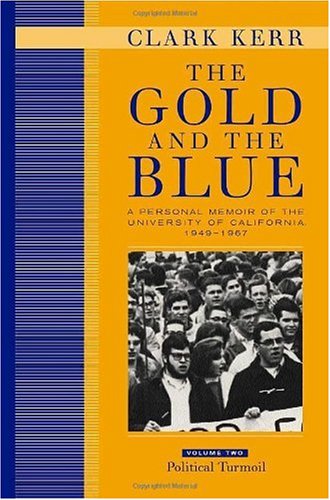 CLARK KERR
THE
GOLD
AND THE
BLUE
A PERSONAL MEMOIR OF THE
UNIVERSITY OF CALIFORNIA,
1949–1967
VOLUME TWO
Political Turmoil